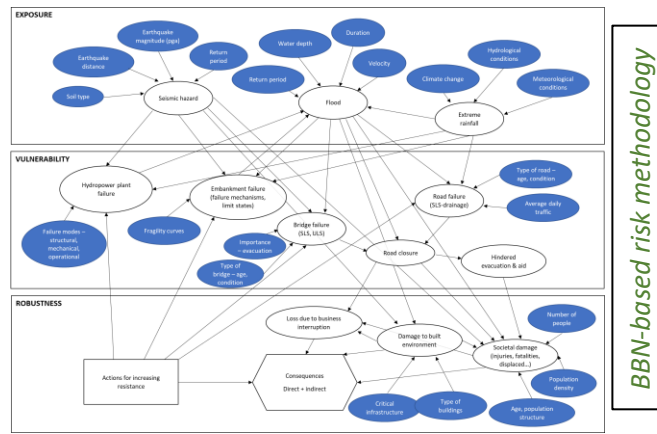 EXPOSURE
Earthquake
magnitude (pga)
Earthquake
distance
Return
period
Soil type
Seismic hazard
Water depth
Duration
Return period
Velocity
Flood
Climate change
Hydrological
conditions
Meteorological
conditions
Extreme
rainfall
VULNERABILITY
Hydropower plant
failure
Embankment failure
(failure mechanisms,
limit states)
Road failure
(SLS-drainage)
Type of road –
age, condition
Average daily
traffic
Fragility curves
Bridge failure
(SLS, ULS)
Failure modes –
structural,
mechanical,
operational
Importance
– evacuation
Type of
bridge – age,
condition
Road closure
Hindered
evacuation & aid
ROBUSTNESS
Loss due to business
interruption
Damage to built
environment
Societal damage
(injuries, fatalities,
displaced...)
Number of
people
Population
density
Age, population
structure
Actions for increasing
resistance
Consequences
Direct + indirect
Critical
infrastructure
Type of
buildings
BBN-based risk methodology